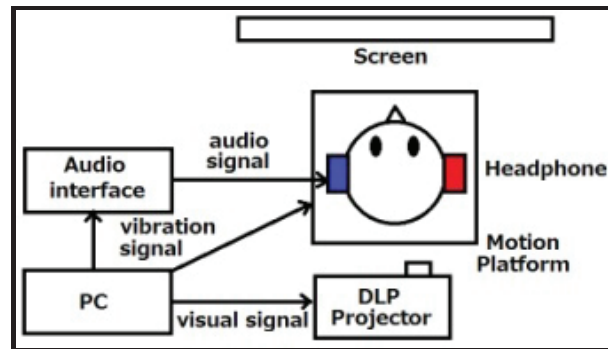 Screen
audio
signal
Audio
interface
Headphone
vibration
signal
Motion
Platform
PC
visual signal
DLP
Projector